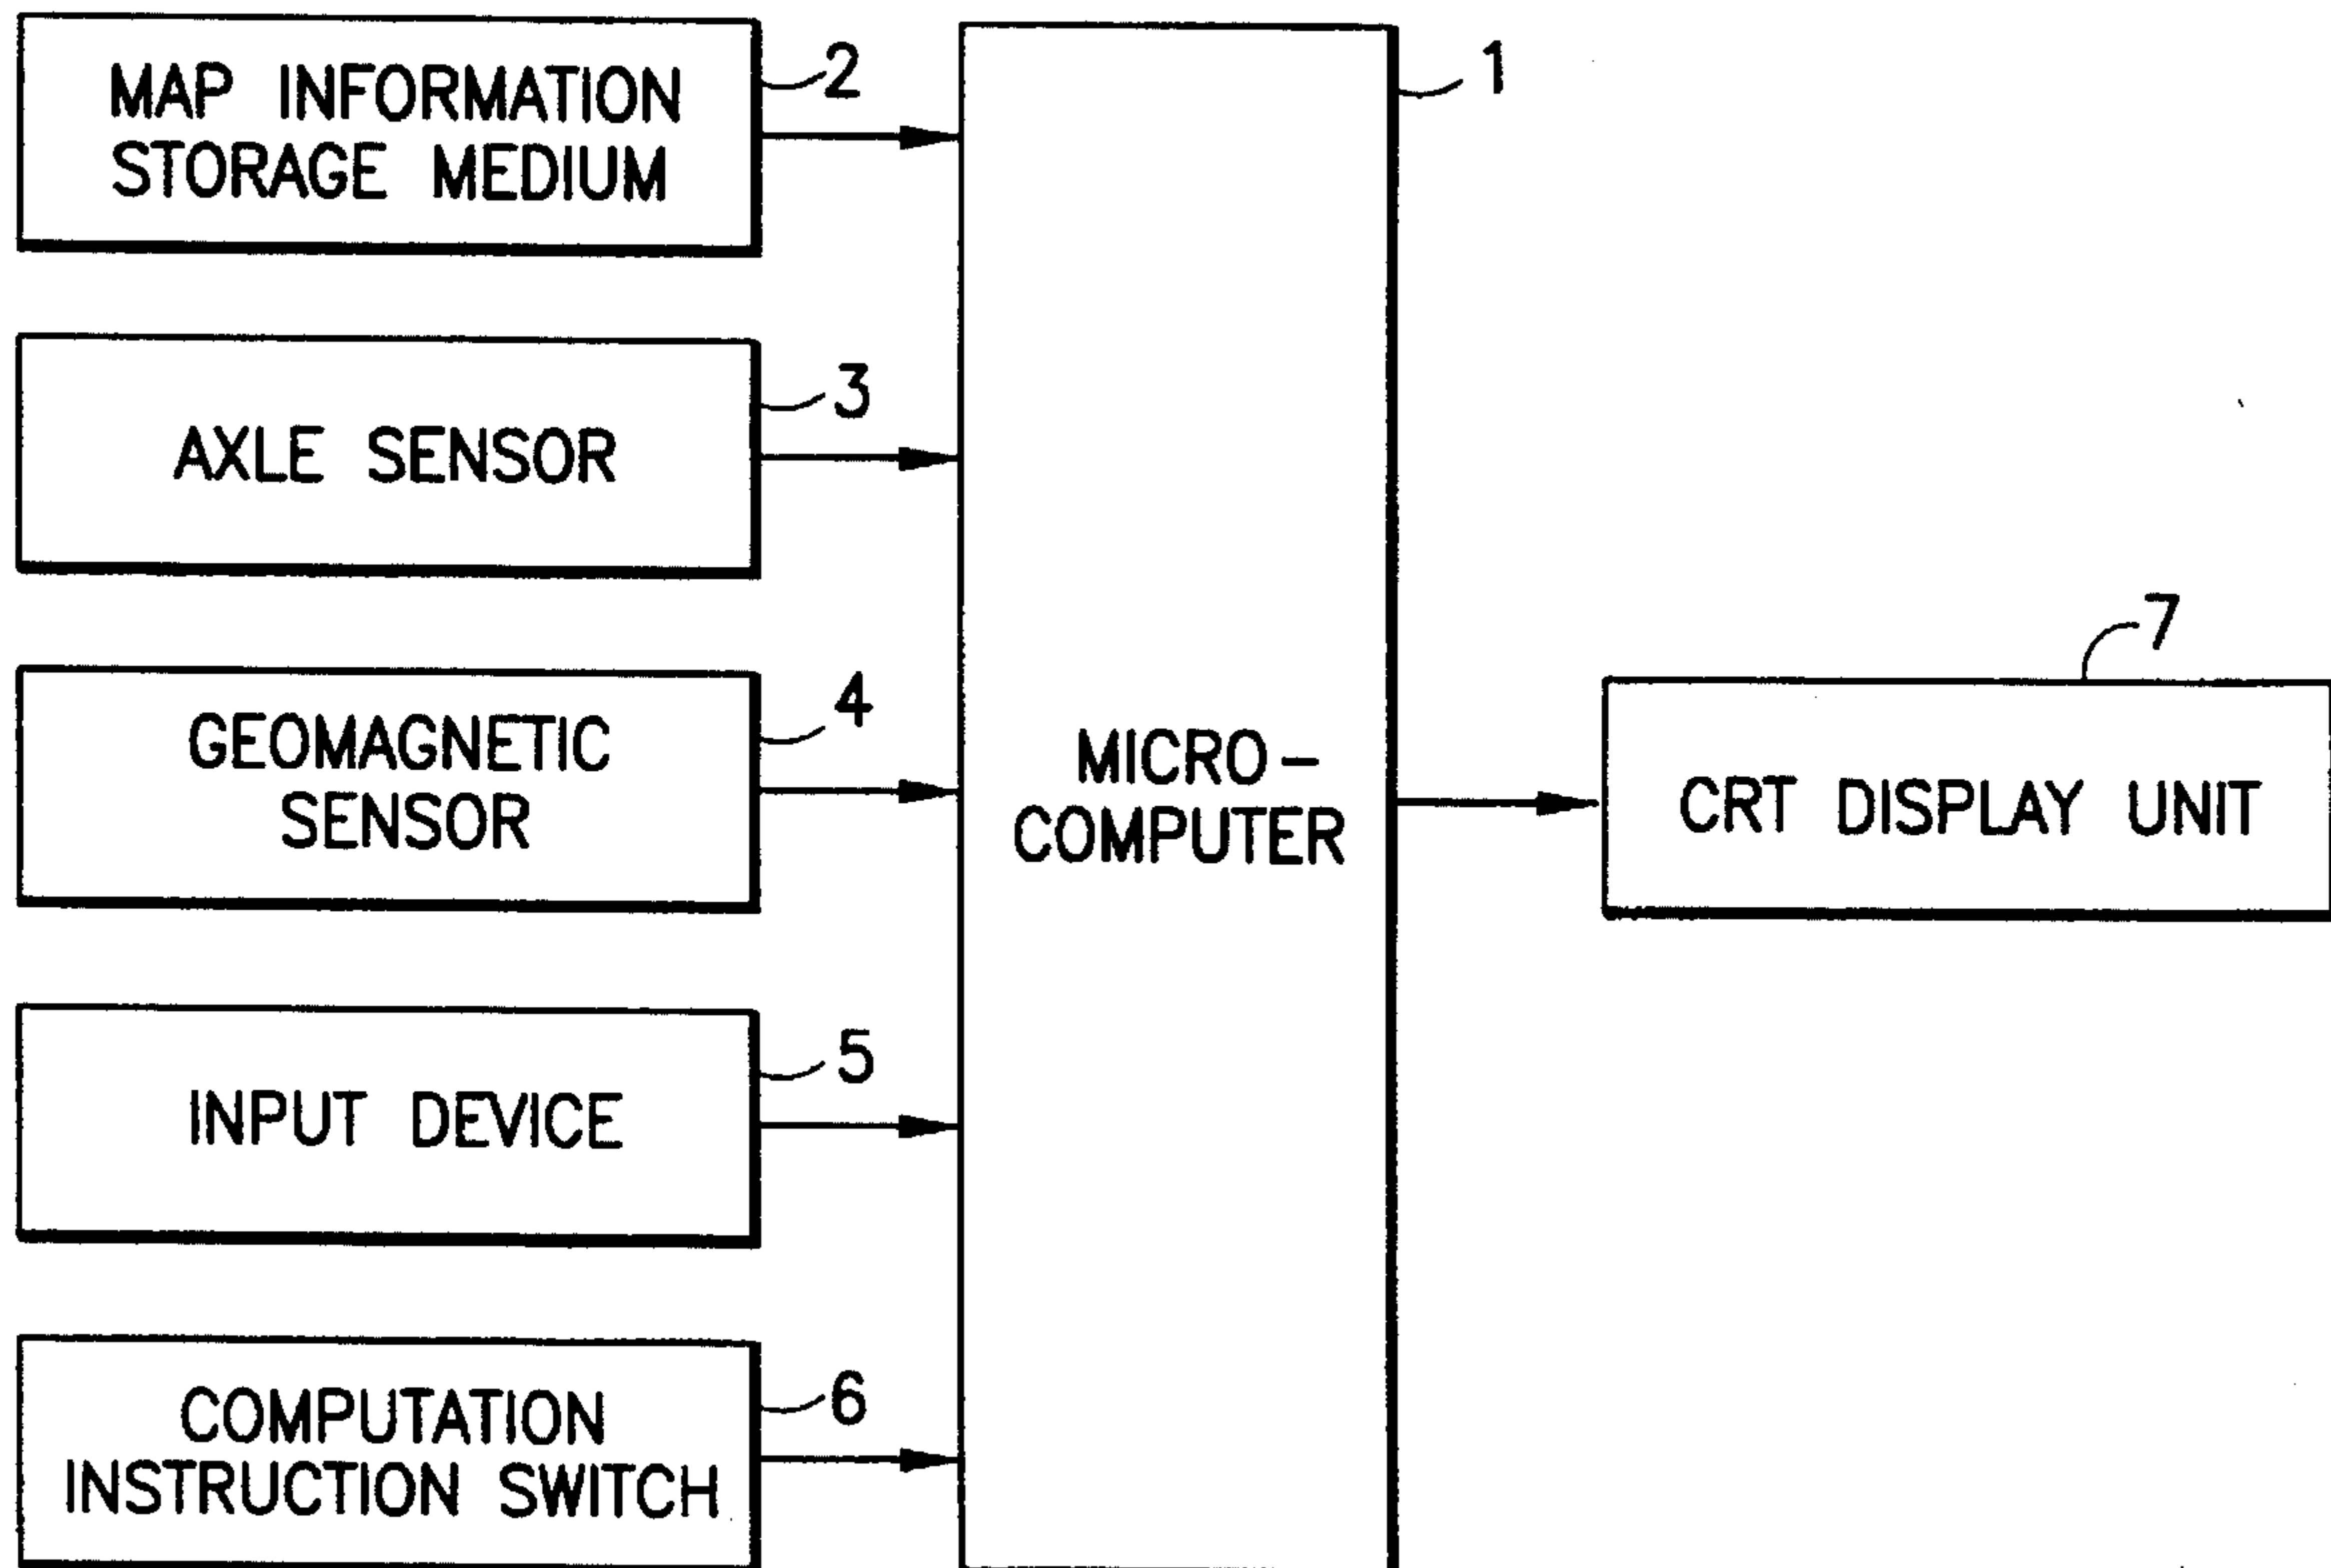 MAP INFORMATION
STORAGE MEDIUM
2
1
AXLE SENSOR
3
GEOMAGNETIC
SENSOR
4
MICRO-
COMPUTER
7
CRT DISPLAY UNIT
INPUT DEVICE
5
COMPUTATION
INSTRUCTION SWITCH
6